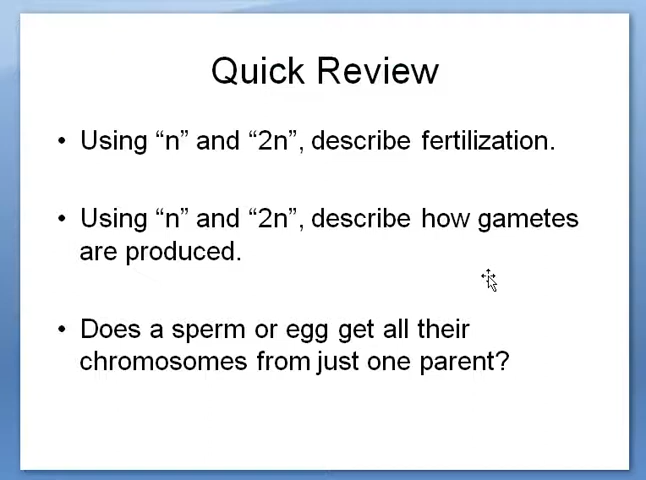 Quick Review
• Using “n” and “2n”, describe fertilization.
• Using “n” and “2n”, describe how gametes
are produced.
• Does a sperm or egg get all their
chromosomes from just one parent?